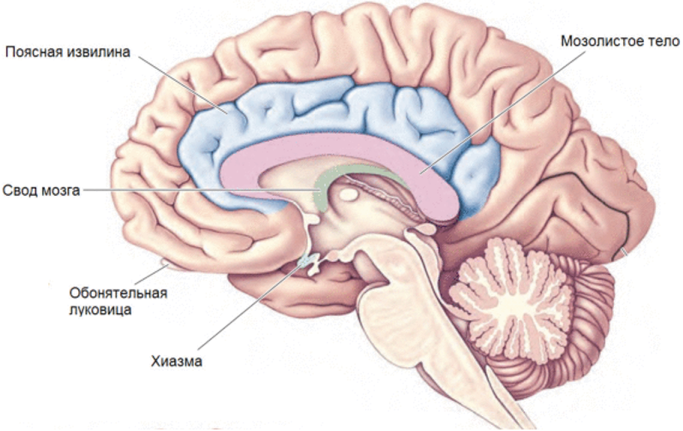 Поясная извилина
Мозолистое тело
Свод мозга
Обонятельная
луковица
Хиазма